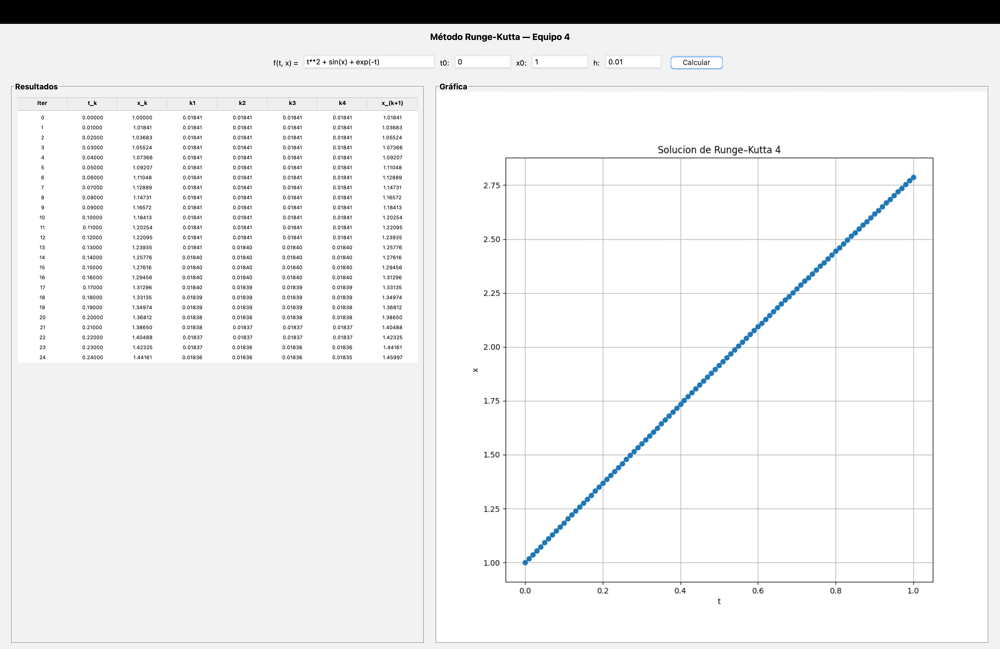 Método Runge-Kutta — Equipo 4
f(t, x) = t**2 + sin(x) + exp(-t) t0: 0 x0: 1 h: 0.01 Calcular
Resultados
Iter t_k x_k k1 k2 k3 k4 x_(k+1)
0 0.00000 1.00000 0.01841 0.01841 0.01841 0.01841 1.01841
1 0.01000 1.01841 0.01841 0.01841 0.01841 0.01841 1.03683
2 0.02000 1.03683 0.01841 0.01841 0.01841 0.01841 1.05524
3 0.03000 1.05524 0.01841 0.01841 0.01841 0.01841 1.07366
4 0.04000 1.07366 0.01841 0.01841 0.01841 0.01841 1.09207
5 0.05000 1.09207 0.01841 0.01841 0.01841 0.01841 1.11048
6 0.06000 1.11048 0.01841 0.01841 0.01841 0.01841 1.12889
7 0.07000 1.12889 0.01841 0.01841 0.01841 0.01841 1.14731
8 0.08000 1.14731 0.01841 0.01841 0.01841 0.01841 1.16572
9 0.09000 1.16572 0.01841 0.01841 0.01841 0.01841 1.18413
10 0.10000 1.18413 0.01841 0.01841 0.01841 0.01841 1.20254
11 0.11000 1.20254 0.01841 0.01841 0.01841 0.01841 1.22095
12 0.12000 1.22095 0.01841 0.01841 0.01841 0.01841 1.23935
13 0.13000 1.23935 0.01841 0.01840 0.01840 0.01840 1.25776
14 0.14000 1.25776 0.01840 0.01840 0.01840 0.01840 1.27616
15 0.15000 1.27616 0.01840 0.01840 0.01840 0.01840 1.29456
16 0.16000 1.29456 0.01840 0.01840 0.01840 0.01840 1.31296
17 0.17000 1.31296 0.01840 0.01839 0.01839 0.01839 1.33135
18 0.18000 1.33135 0.01839 0.01839 0.01839 0.01839 1.34974
19 0.19000 1.34974 0.01839 0.01839 0.01839 0.01838 1.36812
20 0.20000 1.36812 0.01838 0.01838 0.01838 0.01838 1.38650
21 0.21000 1.38650 0.01838 0.01837 0.01837 0.01837 1.40488
22 0.22000 1.40488 0.01837 0.01837 0.01837 0.01837 1.42325
23 0.23000 1.42325 0.01837 0.01836 0.01836 0.01836 1.44161
24 0.24000 1.44161 0.01836 0.01836 0.01836 0.01835 1.45997
Gráfica
Solucion de Runge–Kutta 4
2.75
2.50
2.25
2.00
1.75
1.50
1.25
1.00
x
0.0 0.2 0.4 0.6 0.8 1.0
t